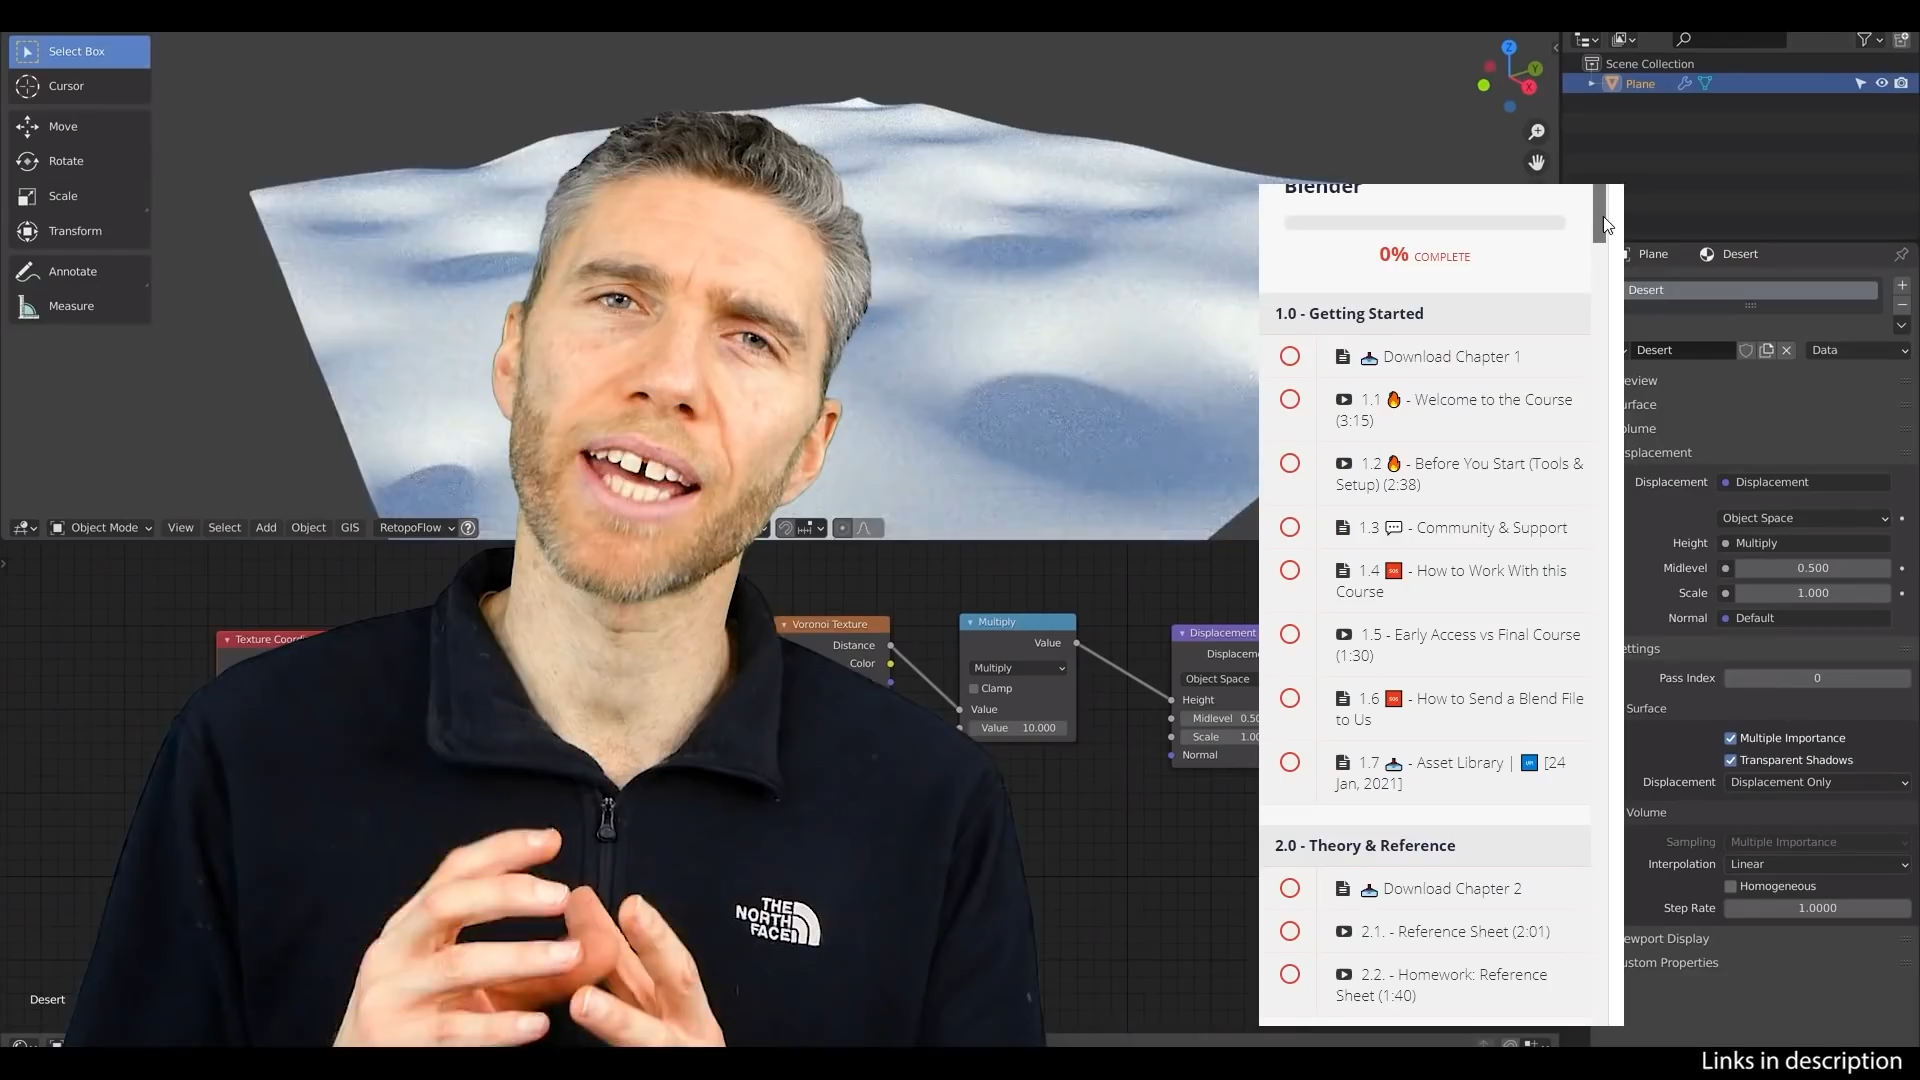 Select Box
Cursor
Move
Rotate
Scale
Transform
Annotate
Measure
Object Mode
View
Select
Add
Object
GIS
RetopoFlow
Voronoi Texture
Distance
Color
Multiply
Value
Multiply
Clamp
Value
Value 10.000
Displacement
Object Space
Height
Midlevel
Scale
Normal
Desert
THE
NORTH
FACE
Blender
0% COMPLETE
1.0 - Getting Started
Download Chapter 1
1.1 🔥 - Welcome to the Course
(3:15)
1.2 🔥 - Before You Start (Tools &
Setup) (2:38)
1.3 💬 - Community & Support
1.4 🆘 - How to Work With this
Course
1.5 - Early Access vs Final Course
(1:30)
1.6 🆘 - How to Send a Blend File
to Us
1.7 - Asset Library | [24
Jan, 2021]
2.0 - Theory & Reference
Download Chapter 2
2.1. - Reference Sheet (2:01)
2.2. - Homework: Reference
Sheet (1:40)
Z
Y
X
Scene Collection
Plane
Plane
Desert
Desert
Desert
Data
Displacement
Displacement
Object Space
Height
Multiply
Midlevel
0.500
Scale
1.000
Normal
Default
Pass Index
0
Surface
Multiple Importance
Transparent Shadows
Displacement
Displacement Only
Volume
Sampling
Multiple Importance
Interpolation
Linear
Homogeneous
Step Rate
1.0000
Links in description